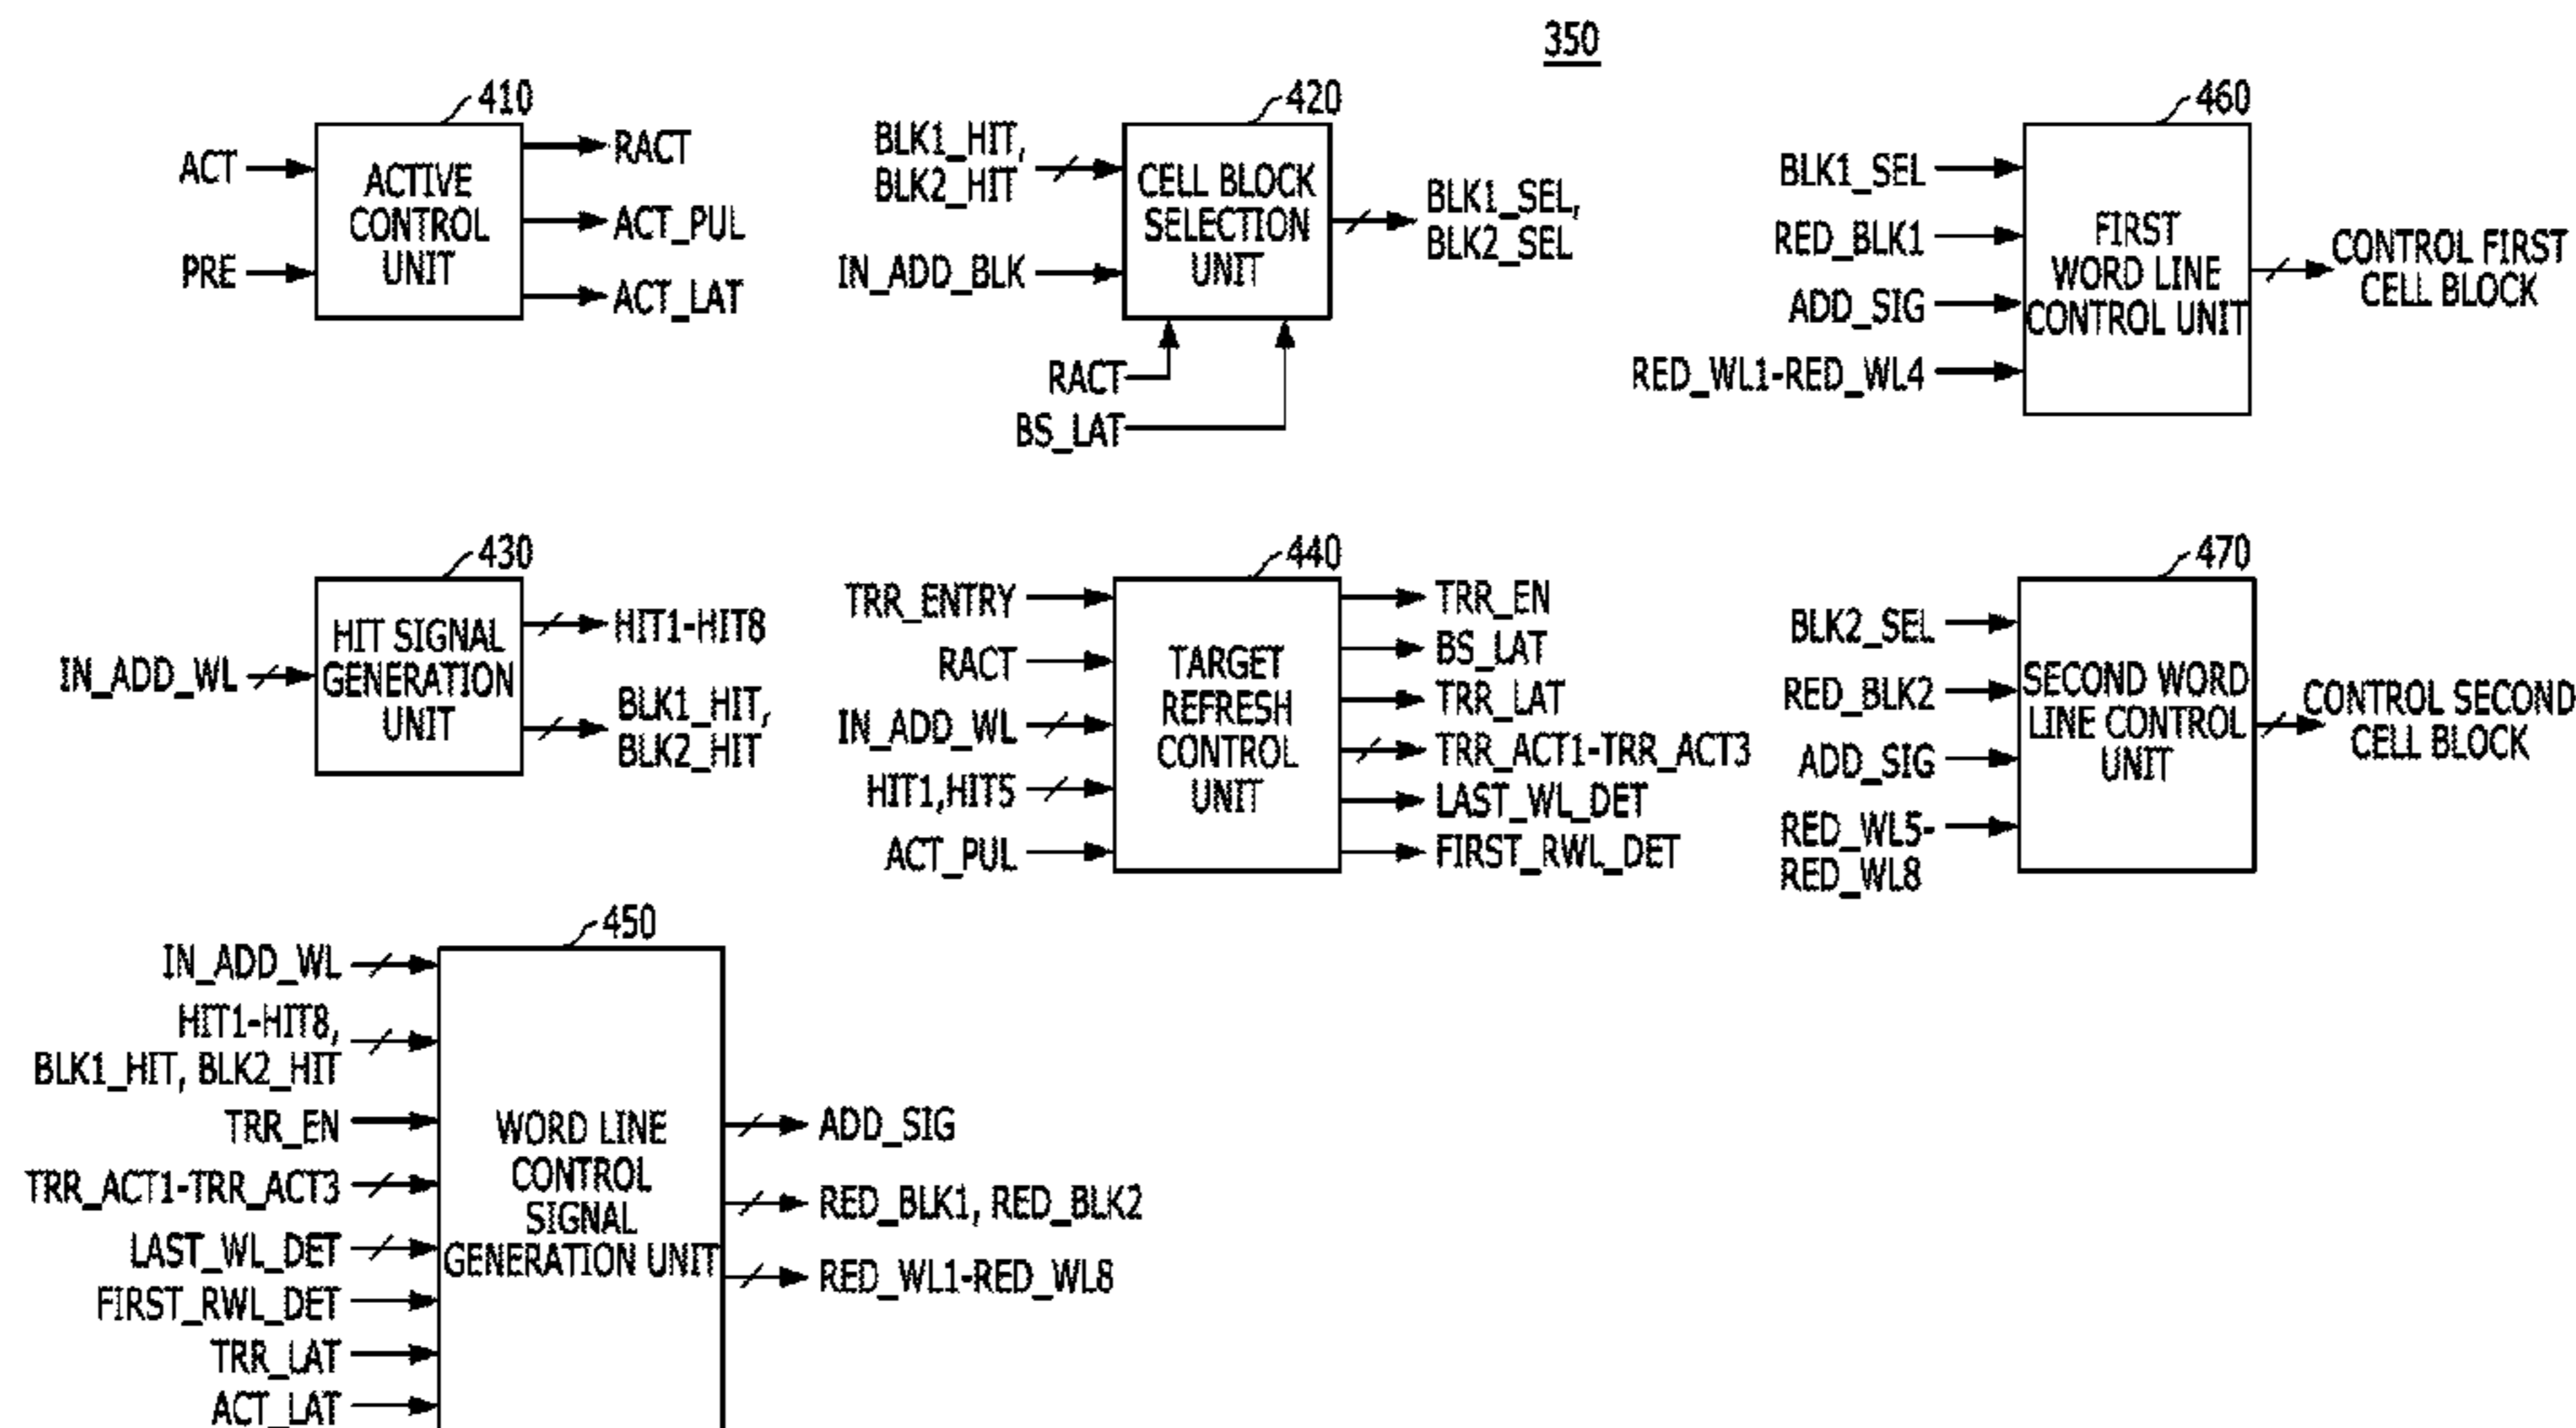 350
410
ACT
PRE
ACTIVE
CONTROL
UNIT
RACT
ACT_PUL
ACT_LAT
420
BLK1_HIT,
BLK2_HIT
IN_ADD_BLK
CELL BLOCK
SELECTION
UNIT
BLK1_SEL,
BLK2_SEL
RACT
BS_LAT
460
BLK1_SEL
RED_BLK1
ADD_SIG
RED_WL1-RED_WL4
FIRST
WORD LINE
CONTROL UNIT
CONTROL FIRST
CELL BLOCK
430
IN_ADD_WL
HIT SIGNAL
GENERATION
UNIT
HIT1-HIT8
BLK1_HIT,
BLK2_HIT
440
TRR_ENTRY
RACT
IN_ADD_WL
HIT1,HIT5
ACT_PUL
TARGET
REFRESH
CONTROL
UNIT
TRR_EN
BS_LAT
TRR_LAT
TRR_ACT1-TRR_ACT3
LAST_WL_DET
FIRST_RWL_DET
470
BLK2_SEL
RED_BLK2
ADD_SIG
RED_WL5-
RED_WL8
SECOND WORD
LINE CONTROL
UNIT
CONTROL SECOND
CELL BLOCK
450
IN_ADD_WL
HIT1-HIT8,
BLK1_HIT, BLK2_HIT
TRR_EN
TRR_ACT1-TRR_ACT3
LAST_WL_DET
FIRST_RWL_DET
TRR_LAT
ACT_LAT
WORD LINE
CONTROL
SIGNAL
GENERATION UNIT
ADD_SIG
RED_BLK1, RED_BLK2
RED_WL1-RED_WL8